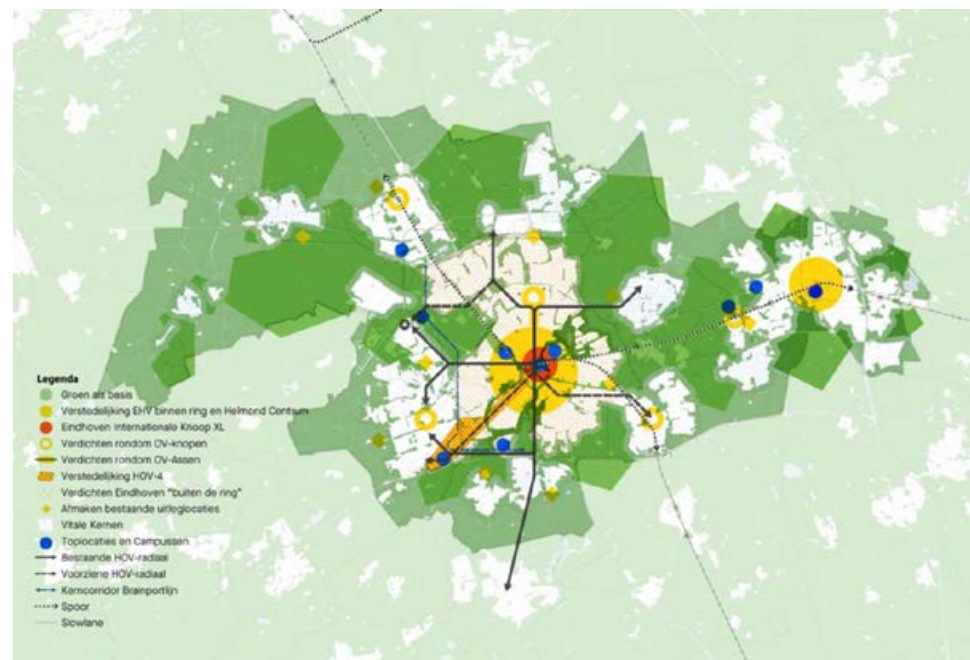 Legenda
Groen als basis
Verstedelijking EHV binnen ring en Helmond Centrum
Eindhoven Internationale Knoop XL
Verdichten rondom OV-knopen
Verdichten rondom OV-Assen
Verstedelijking HOV-4
Verdichten Eindhoven "buiten de ring"
Afmaken bestaande uitleglocaties
Vitale Kernen
Toplocaties en Campussen
Bestaande HOV-radiaal
Voorziene HOV-radiaal
Kerncorridor Brainportlijn
Spoor
Slowlane